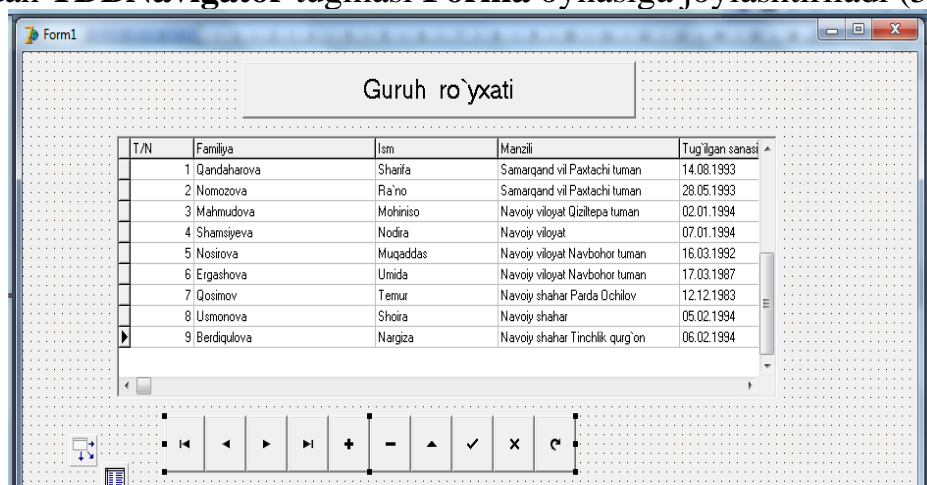 TDBNavigator tugmasi Forma oynasiga joylashtiriladi
Form1
Guruh ro`yxati
T/N Familiya Ism Manzili Tug`ilgan sanasi
1 Qandaharova Sharifa Samarqand vil Paxtachi tuman 14.08.1993
2 Nomozova Ra`no Samarqand vil Paxtachi tuman 28.05.1993
3 Mahmudova Mohiniso Navoiy viloyat Qiziltepa tuman 02.01.1994
4 Shamsiyeva Nodira Navoiy viloyat 07.01.1994
5 Nosirova Muqaddas Navoiy viloyat Navbohor tuman 16.03.1992
6 Ergashova Umida Navoiy viloyat Navbohor tuman 17.03.1987
7 Qosimov Temur Navoiy shahar Parda Ochilov 12.12.1983
8 Usmonova Shoira Navoiy shahar 05.02.1994
9 Berdiqulova Nargiza Navoiy shahar Tinchlik qurg`on 06.02.1994